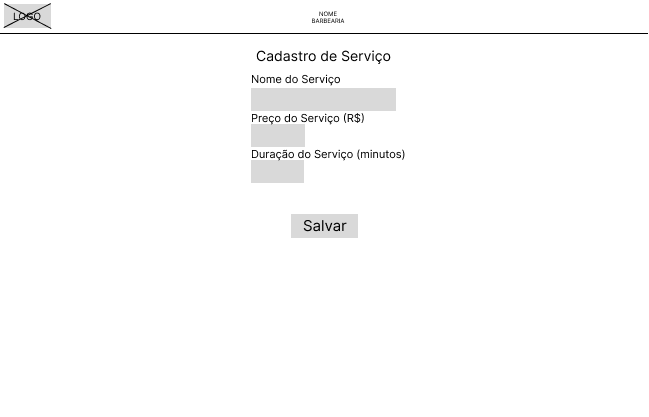 LOGO
NOME
BARBEARIA
Cadastro de Serviço
Nome do Serviço
Preço do Serviço (R$)
Duração do Serviço (minutos)
Salvar